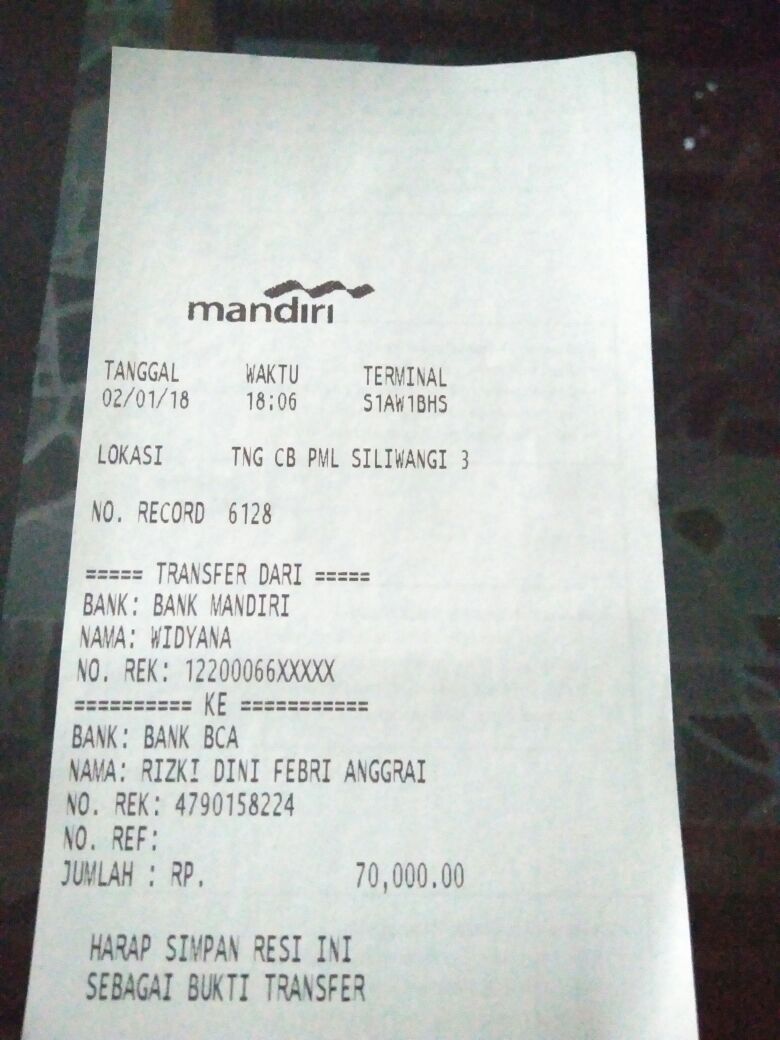 mandiri
TANGGAL WAKTU TERMINAL
02/01/18 18:06 S1AW1BHS
LOKASI TNG CB PML SILIWANGI 3
NO. RECORD 6128
===== TRANSFER DARI =====
BANK: BANK MANDIRI
NAMA: WIDYANA
NO. REK: 12200066XXXXX
========== KE ===========
BANK: BANK BCA
NAMA: RIZKI DINI FEBRI ANGGRAI
NO. REK: 4790158224
NO. REF:
JUMLAH : RP. 70,000.00
HARAP SIMPAN RESI INI
SEBAGAI BUKTI TRANSFER